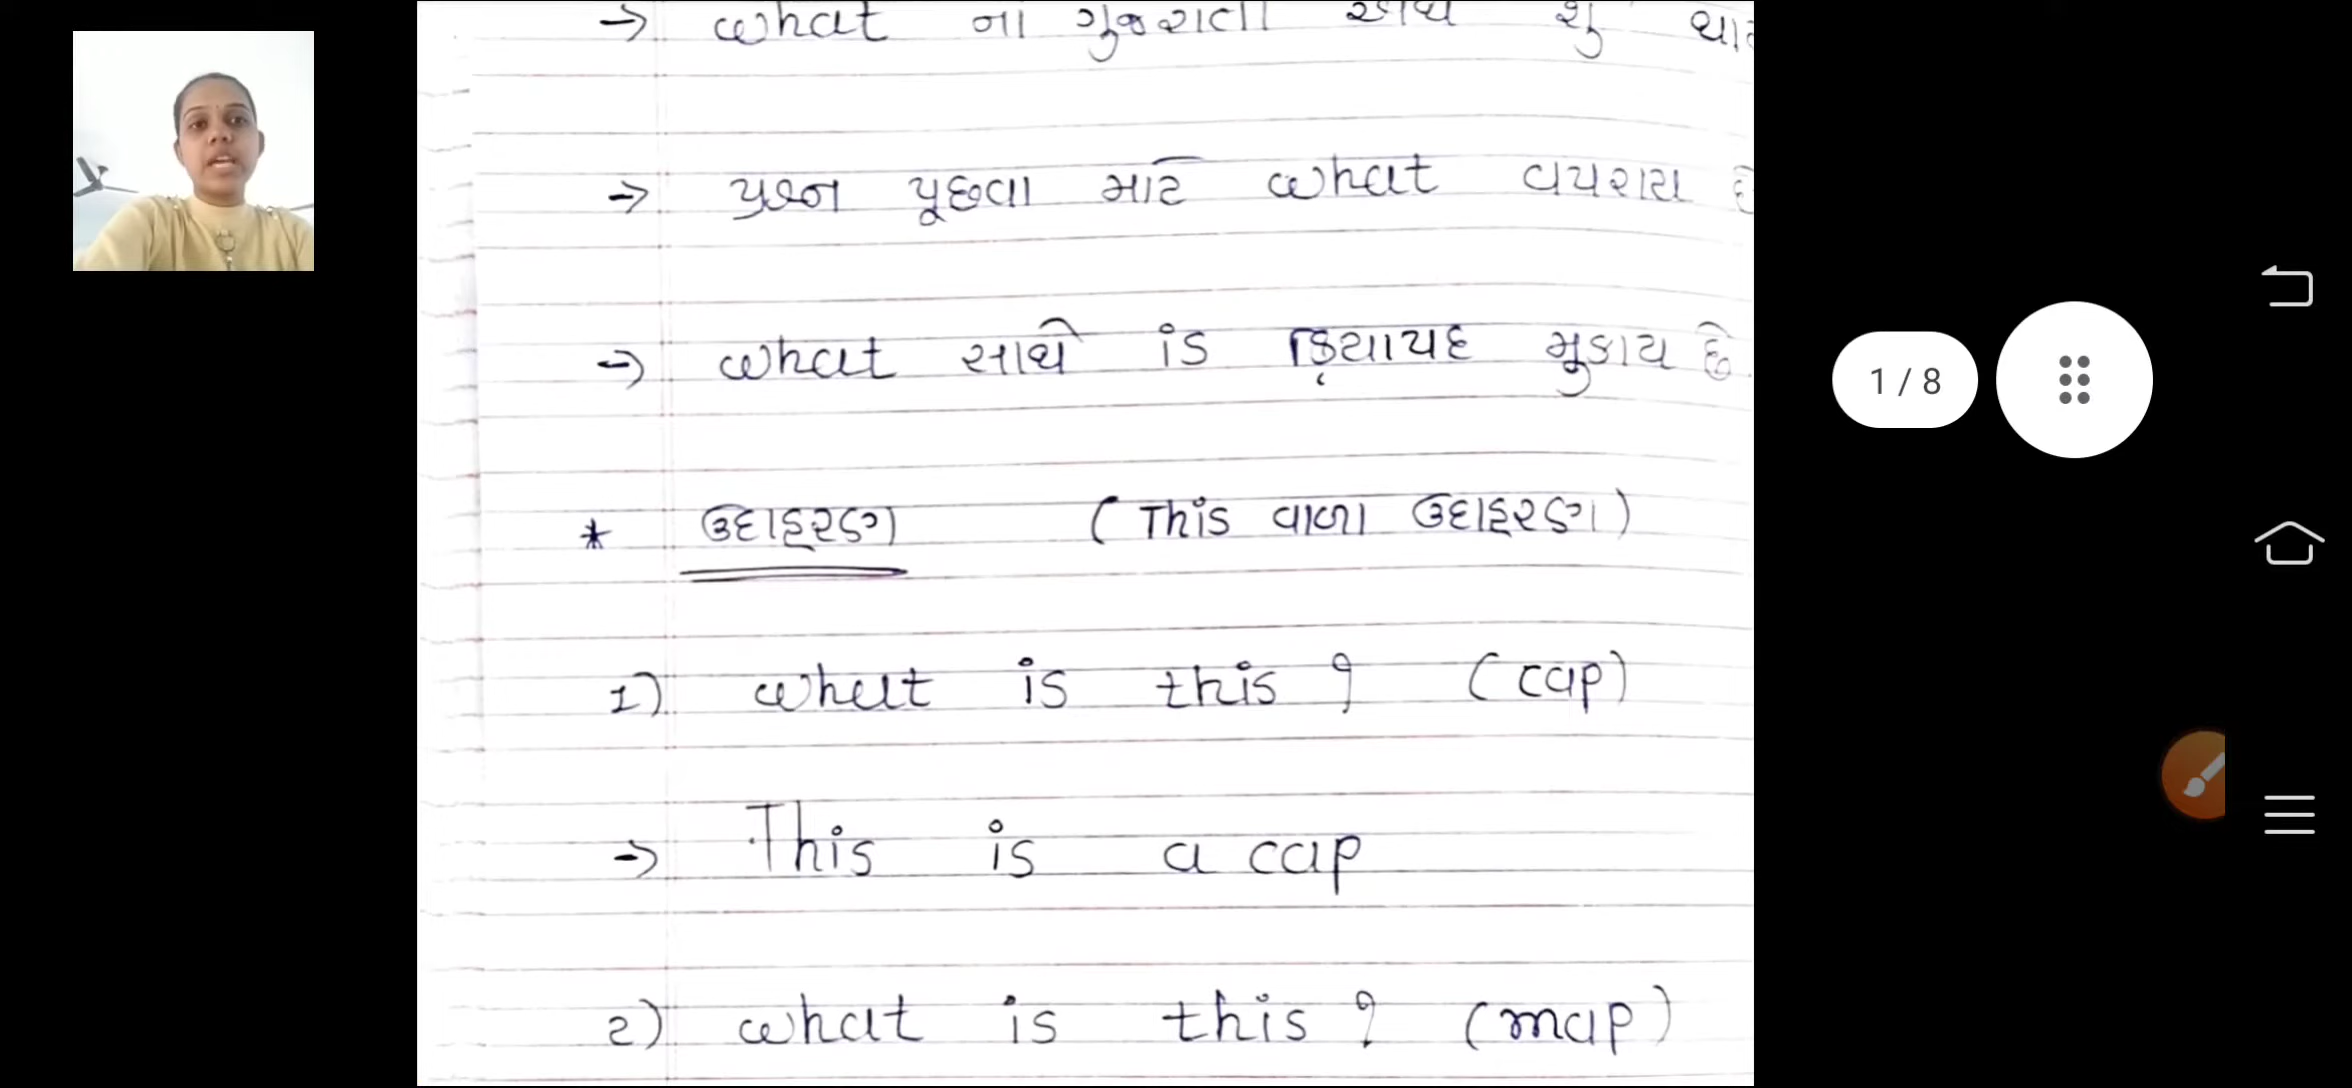 → what ના ગુજરાતી અર્થ શું
→ પ્રશ્ન પૂછવા માટે what વપરાય છે
→ what સાથે is ક્રિયાપદ મુકાય છે.
* ઉદાહરણ (This વાળા ઉદાહરણ)
1) what is this? (cap)
→ This is a cap
2) what is this? (map)
1 / 8